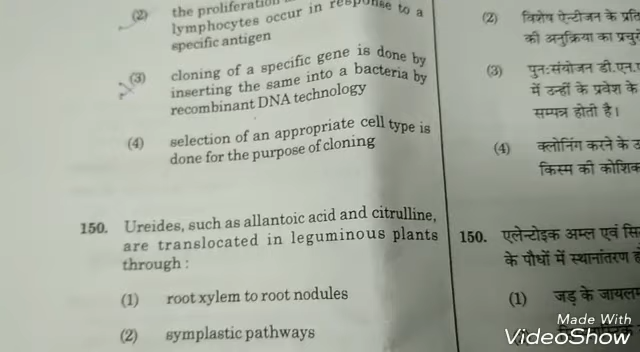 (2) the proliferation
lymphocytes occur in response to a
specific antigen
(3) cloning of a specific gene is done by
inserting the same into a bacteria by
recombinant DNA technology
(4) selection of an appropriate cell type is
done for the purpose of cloning
150. Ureides, such as allantoic acid and citrulline,
are translocated in leguminous plants
through :
(1) root xylem to root nodules
(2) symplastic pathways
(2) विशेष ऐन्टीजन के
की अनुक्रिया का
(3) पुनःसंयोजन डी.एन.
में उन्हीं के प्रवेश के
सम्पन्न होती है।
(4) क्लोनिंग करने के
किस्म की
150. एलेन्टोइक अम्ल एवं
के पौधों में स्थानांतरण
(1) जड़ के
Made With
VideoShow